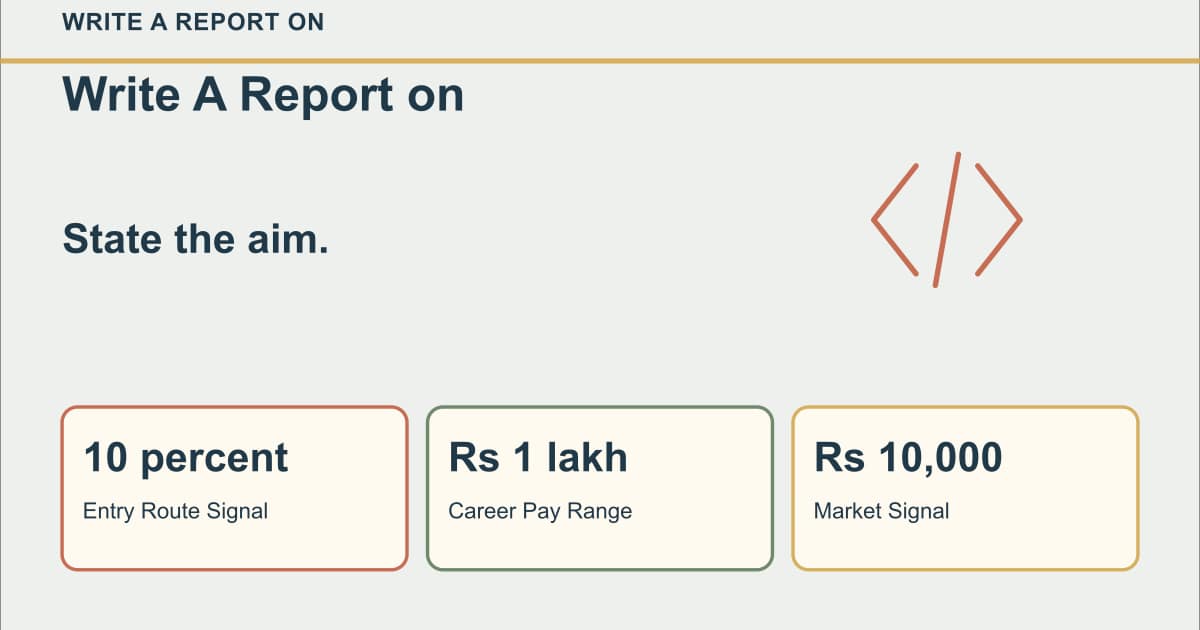 WRITE A REPORT ON
Write A Report on
State the aim.
10 percent
Entry Route Signal
Rs 1 lakh
Career Pay Range
Rs 10,000
Market Signal